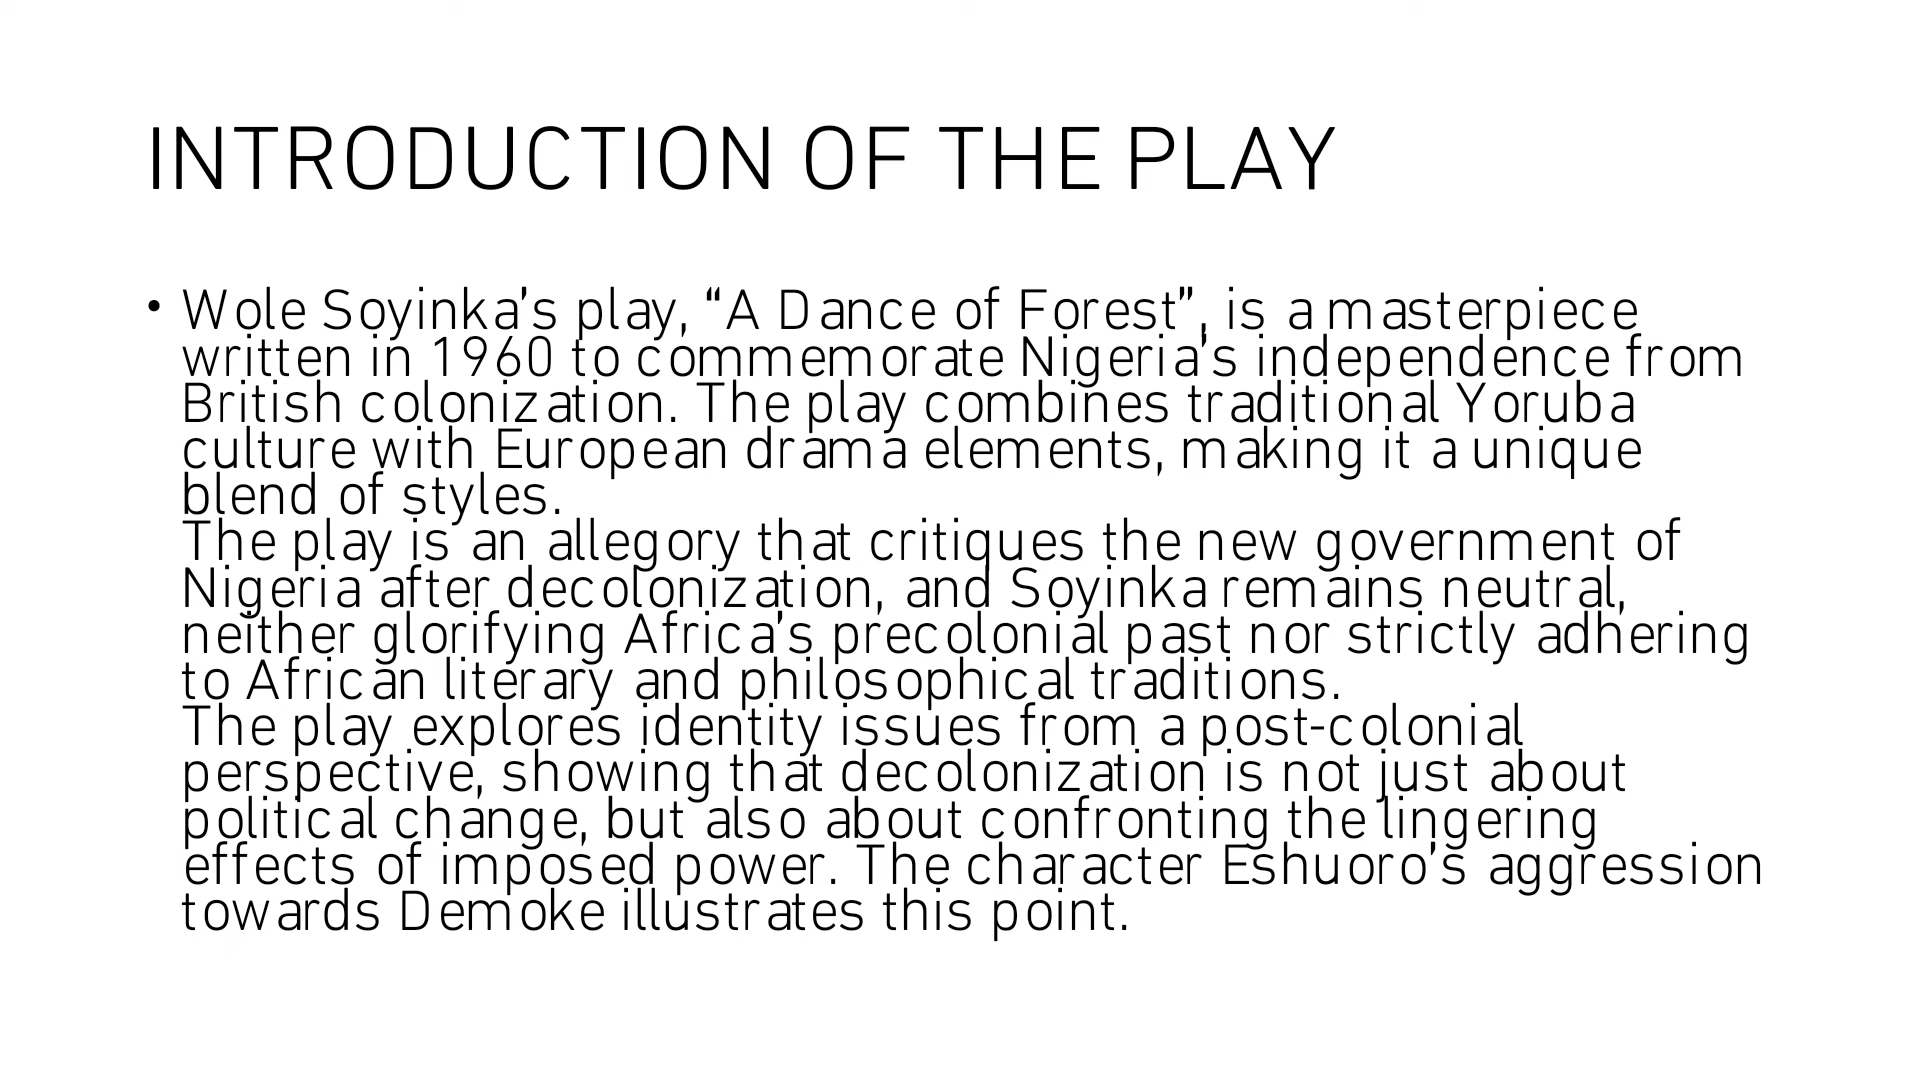 INTRODUCTION OF THE PLAY
• Wole Soyinka’s play, “A Dance of Forest”, is a masterpiece
written in 1960 to commemorate Nigeria’s independence from
British colonization. The play combines traditional Yoruba
culture with European drama elements, making it a unique
blend of styles.
The play is an allegory that critiques the new government of
Nigeria after decolonization, and Soyinka remains neutral,
neither glorifying Africa’s precolonial past nor strictly adhering
to African literary and philosophical traditions.
The play explores identity issues from a post-colonial
perspective, showing that decolonization is not just about
political change, but also about confronting the lingering
effects of imposed power. The character Eshuoro’s aggression
towards Demoke illustrates this point.